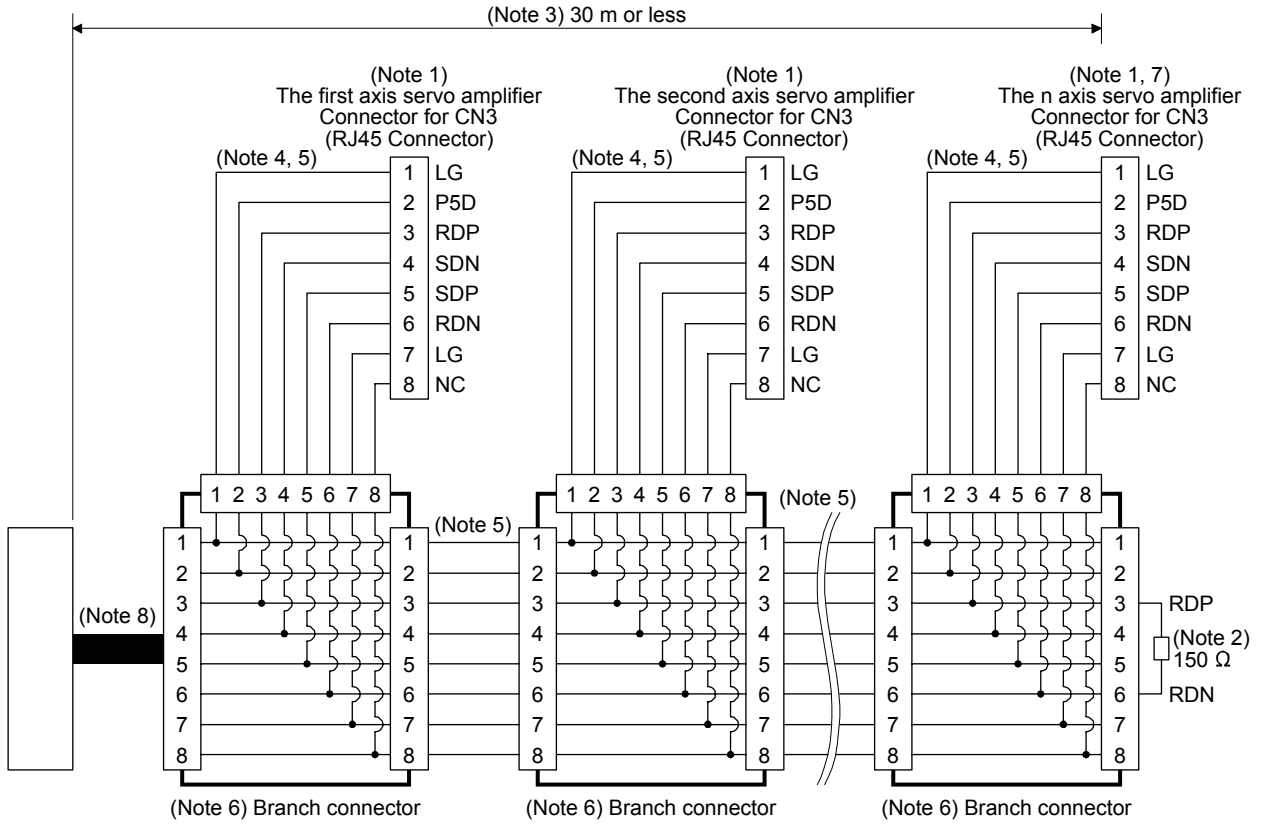 (Note 3) 30 m or less
(Note 1)
The first axis servo amplifier
Connector for CN3
(RJ45 Connector)
(Note 1)
The second axis servo amplifier
Connector for CN3
(RJ45 Connector)
(Note 1, 7)
The n axis servo amplifier
Connector for CN3
(RJ45 Connector)
(Note 4, 5)
1 LG
2 P5D
3 RDP
4 SDN
5 SDP
6 RDN
7 LG
8 NC
(Note 4, 5)
1 LG
2 P5D
3 RDP
4 SDN
5 SDP
6 RDN
7 LG
8 NC
(Note 4, 5)
1 LG
2 P5D
3 RDP
4 SDN
5 SDP
6 RDN
7 LG
8 NC
1 2 3 4 5 6 7 8
1 2 3 4 5 6 7 8
(Note 5)
1 2 3 4 5 6 7 8
(Note 8)
1
2
3
4
5
6
7
8
1
2
3
4
5
6
7
8
(Note 5)
1
2
3
4
5
6
7
8
1
2
3
4
5
6
7
8
1
2
3
4
5
6
7
8
1
2
3
4
5
6
7
8
RDP
(Note 2)
150 Ω
RDN
(Note 6) Branch connector
(Note 6) Branch connector
(Note 6) Branch connector